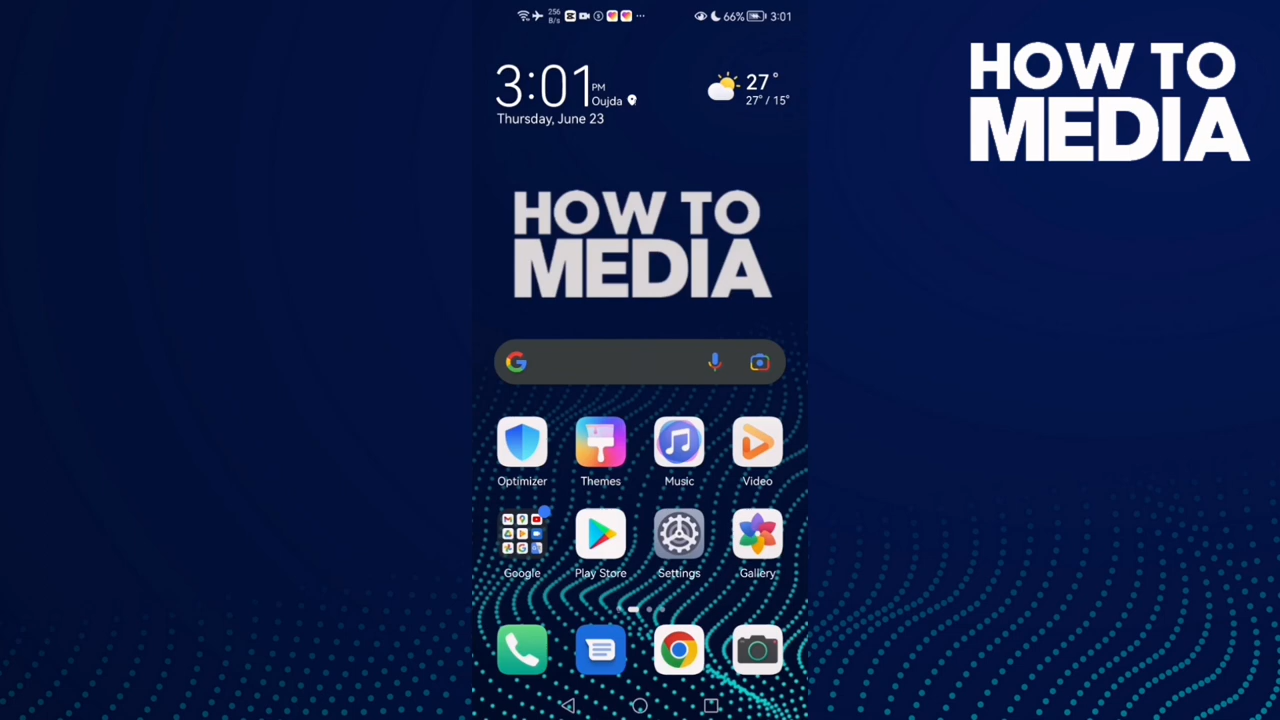 256
B/s
66%
3:01
HOW TO
MEDIA
3:01
PM
Oujda
Thursday, June 23
27°
27° / 15°
HOW TO
MEDIA
Optimizer
Themes
Music
Video
Google
Play Store
Settings
Gallery